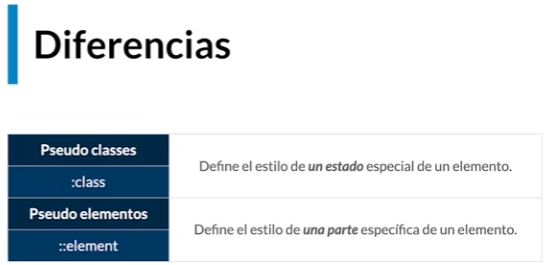 Diferencias
Pseudo classes
Define el estilo de un estado especial de un elemento.
:class
Pseudo elementos
Define el estilo de una parte específica de un elemento.
::element